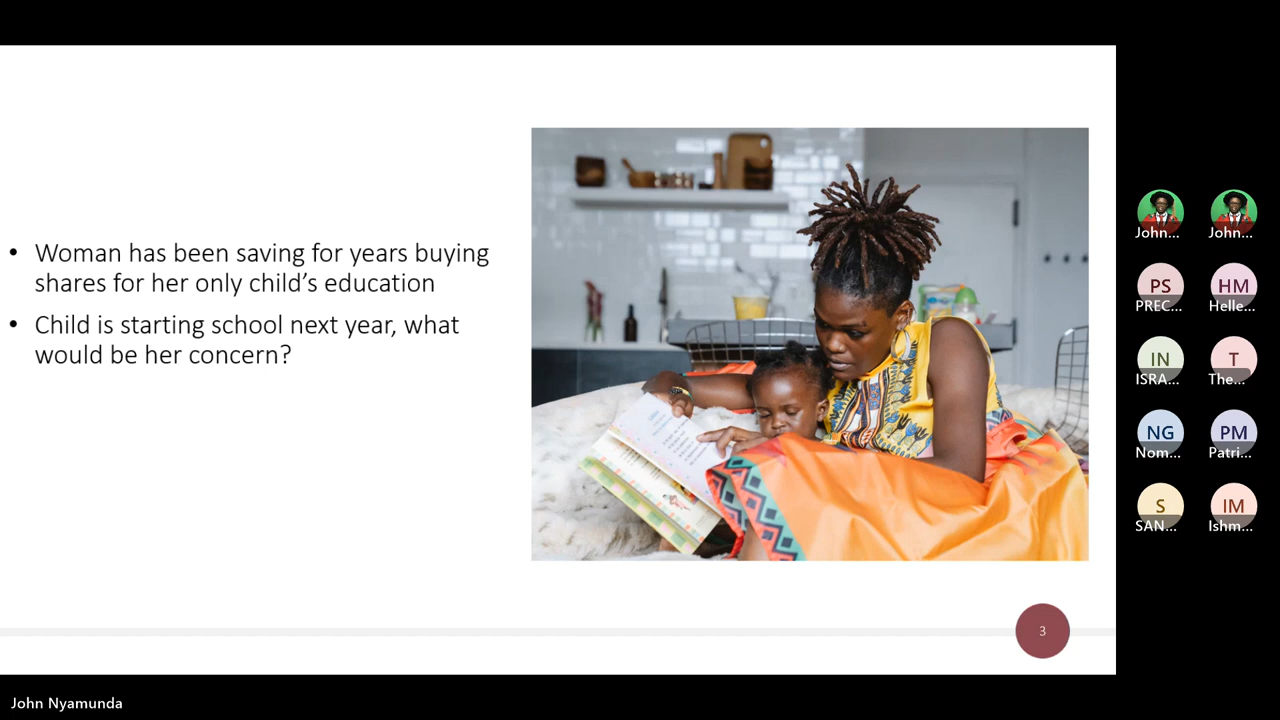 • Woman has been saving for years buying
shares for her only child’s education
• Child is starting school next year, what
would be her concern?
3
John...
John...
PS
PREC...
HM
Helle...
IN
ISRA...
T
The...
NG
Nom...
PM
Patri...
S
SAN...
IM
Ishm...
John Nyamunda